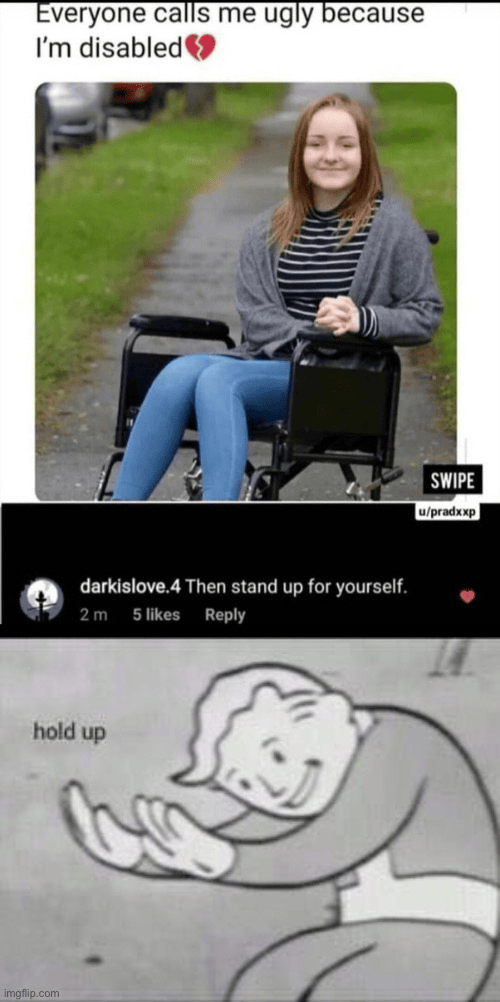 Everyone calls me ugly because
I'm disabled💔
SWIPE
u/pradxxp
darkislove.4 Then stand up for yourself.
2 m 5 likes Reply
hold up
imgflip.com